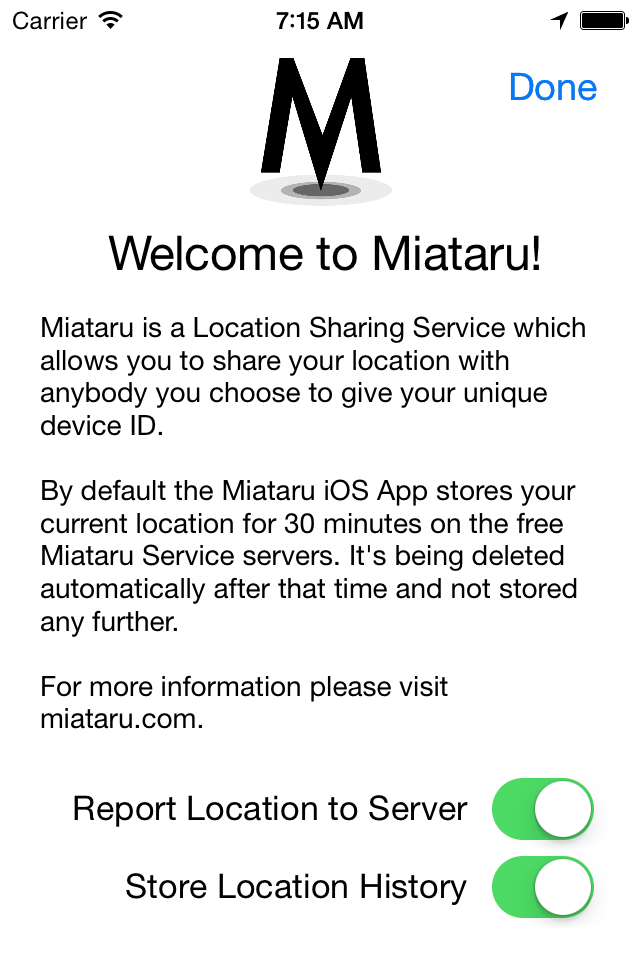 Carrier 7:15 AM
M
Done
Welcome to Miataru!
Miataru is a Location Sharing Service which
allows you to share your location with
anybody you choose to give your unique
device ID.
By default the Miataru iOS App stores your
current location for 30 minutes on the free
Miataru Service servers. It's being deleted
automatically after that time and not stored
any further.
For more information please visit
miataru.com.
Report Location to Server
Store Location History